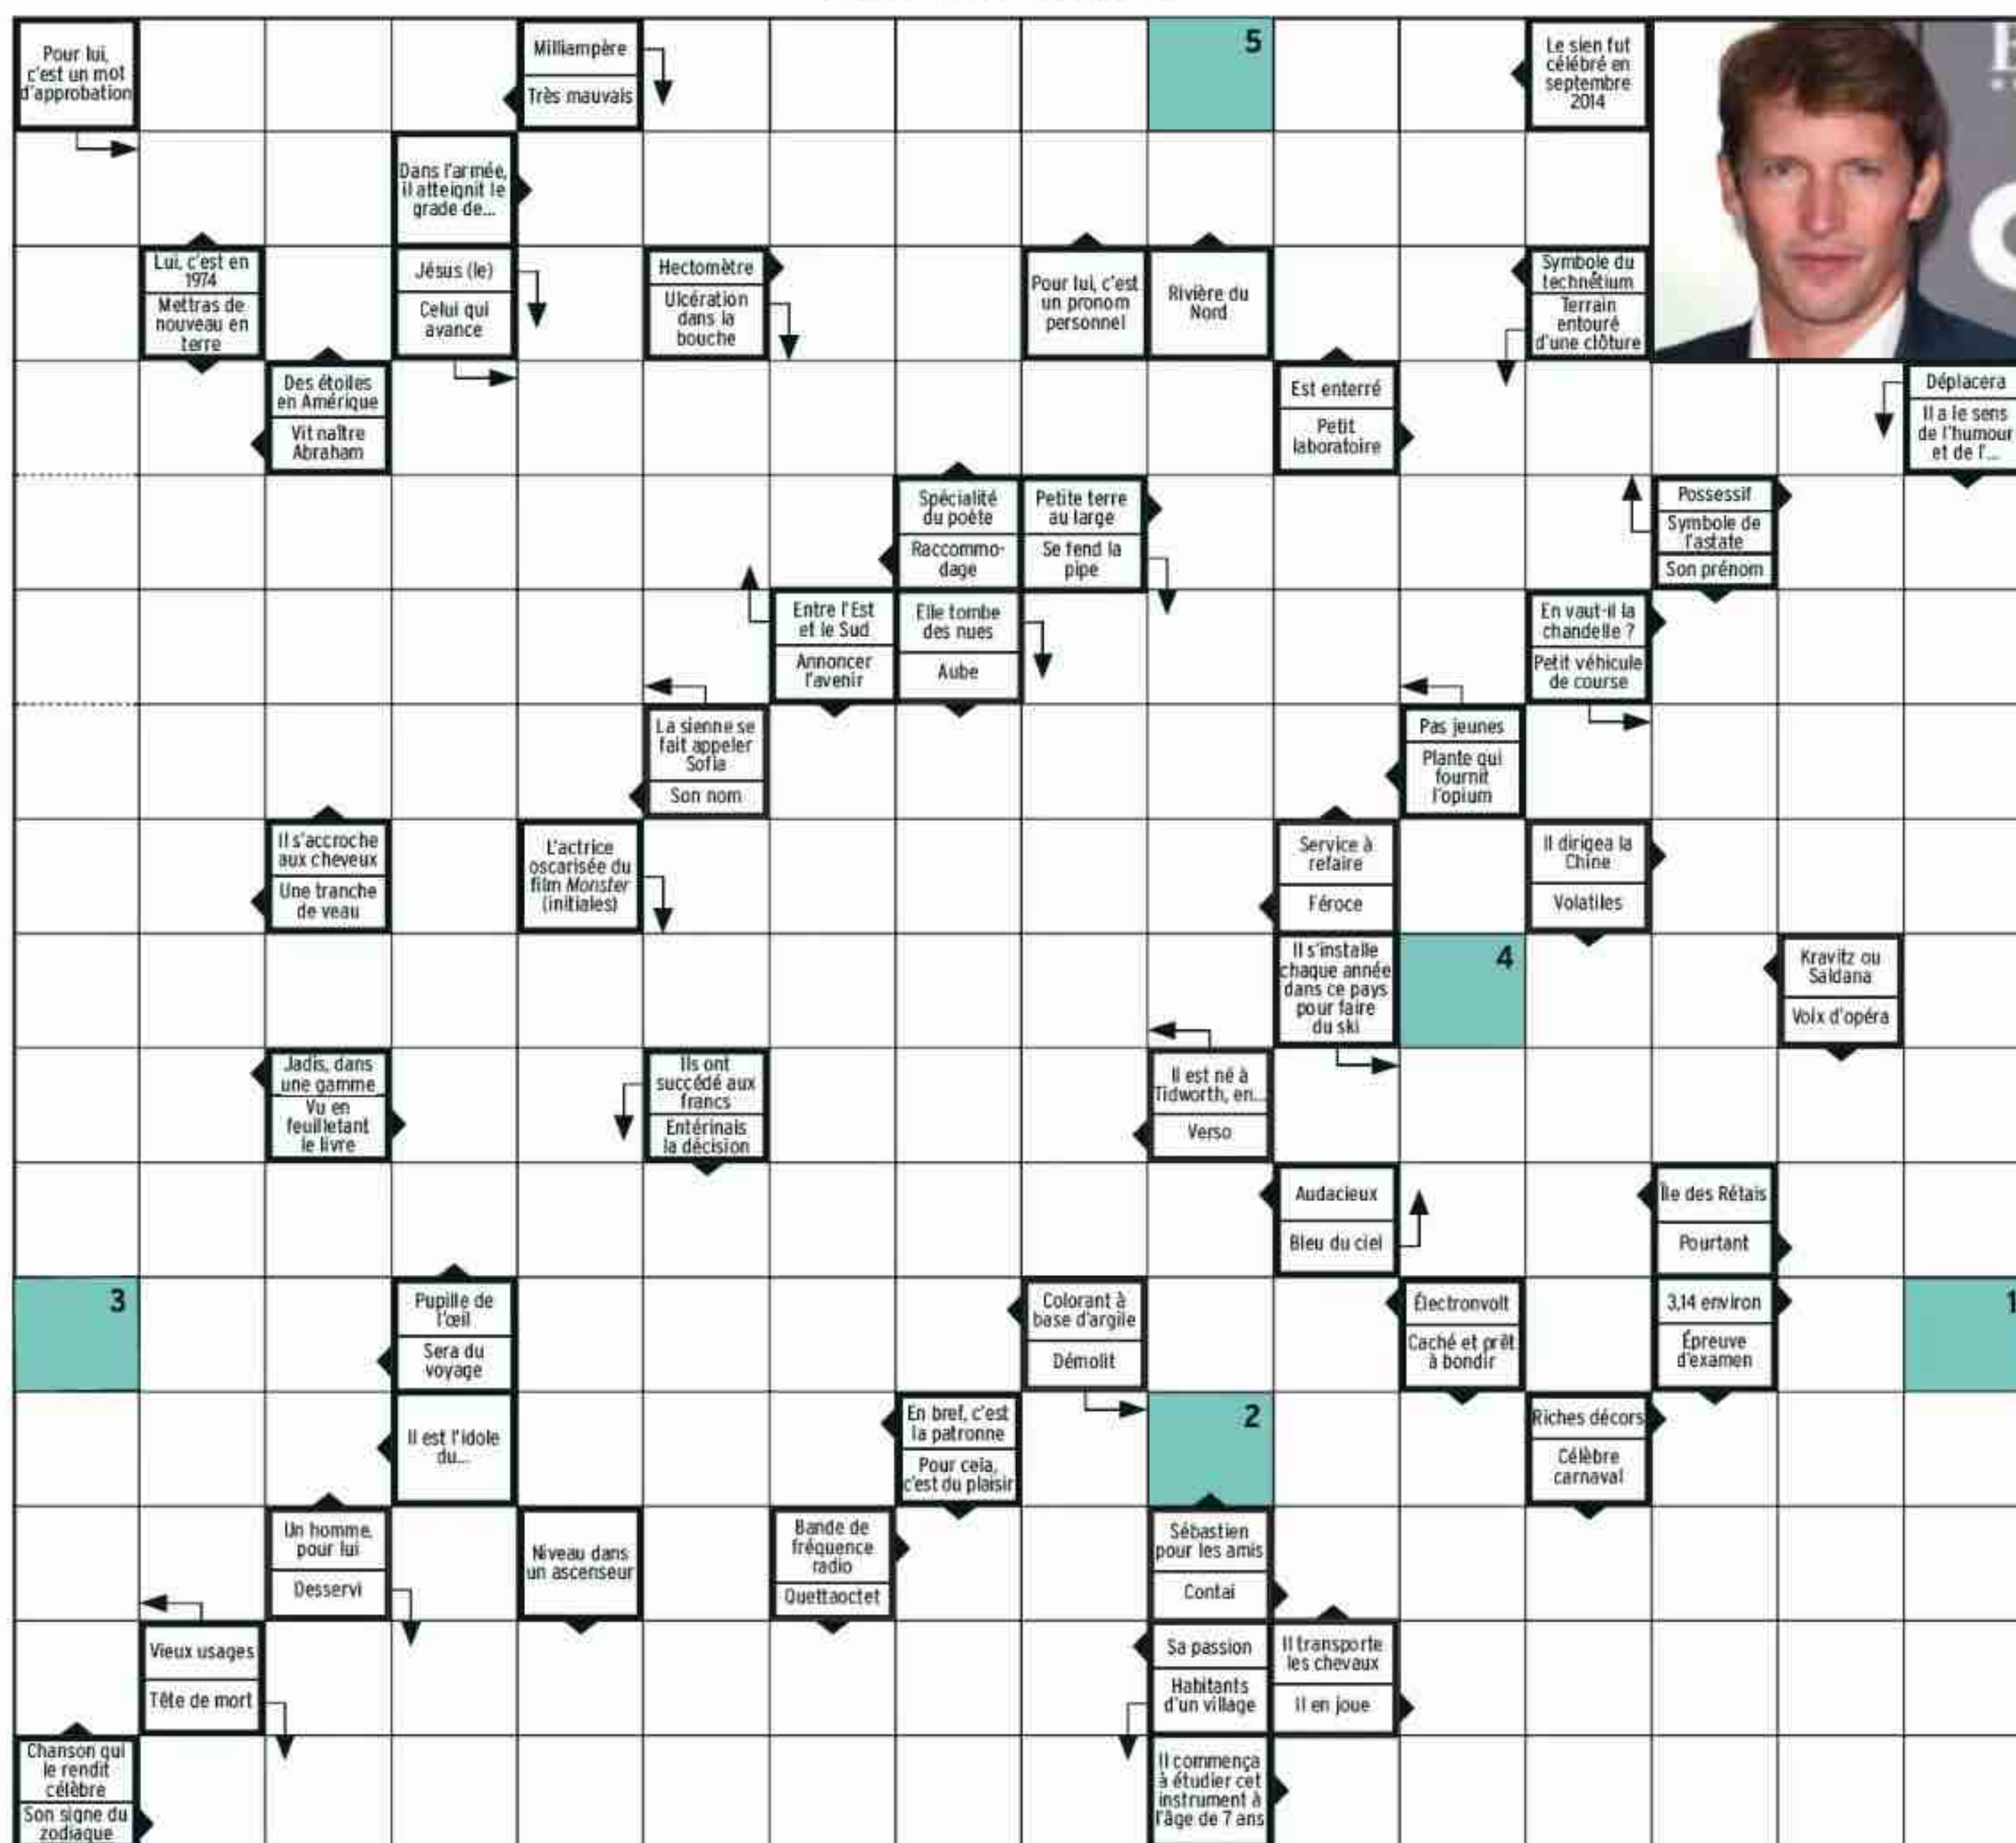 Pour lui,
c'est un mot
d'approbation
Milliampère
Très mauvais
5
Le sien fut
célébré en
septembre
2014
Dans l'armée,
il atteignit le
grade de...
Lui, c'est en
1974
Mettras de
nouveau en
terre
Jésus (le)
Celui qui
avance
Hectomètre
Ulcération
dans la
bouche
Pour lui, c'est
un pronom
personnel
Rivière du
Nord
Symbole du
technétium
Terrain
entouré
d'une clôture
Des étoiles
en Amérique
Vit naître
Abraham
Est enterré
Petit
laboratoire
Déplacera
Il a le sens
de l'humour
et de l'...
Spécialité
du poète
Raccommo-
dage
Petite terre
au large
Se fend la
pipe
Possessif
Symbole de
l'astate
Son prénom
Entre l'Est
et le Sud
Annoncer
l'avenir
Elle tombe
des nues
Aube
En vaut-il la
chandelle ?
Petit véhicule
de course
La sienne se
fait appeler
Sofia
Son nom
Pas jeunes
Plante qui
fournit
l'opium
Il s'accroche
aux cheveux
Une tranche
de veau
L'actrice
oscarisée du
film Monster
(initiales)
Service à
refaire
Féroce
Il dirigea la
Chine
Volatiles
Il s'installe
chaque année
dans ce pays
pour faire
du ski
4
Kravitz ou
Saldana
Voix d'opéra
Jadis, dans
une gamme
Vu en
feuilletant
le livre
Ils ont
succédé aux
francs
Entérinais
la décision
Il est né à
Tidworth, en...
Verso
Audacieux
Bleu du ciel
Île des Rétais
Pourtant
3
Pupille de
l'œil
Sera du
voyage
Colorant à
base d'argile
Démolit
Électronvolt
Caché et prêt
à bondir
3,14 environ
Épreuve
d'examen
1
Il est l'idole
du...
En bref, c'est
la patronne
Pour cela,
c'est du plaisir
2
Riches décors
Célèbre
carnaval
Un homme,
pour lui
Desservi
Niveau dans
un ascenseur
Bande de
fréquence
radio
Quettaoctet
Sébastien
pour les amis
Contai
Vieux usages
Tête de mort
Sa passion
Habitants
d'un village
Il transporte
les chevaux
Il en joue
Chanson qui
le rendit
célèbre
Son signe du
zodiaque
Il commença
à étudier cet
instrument à
l'âge de 7 ans